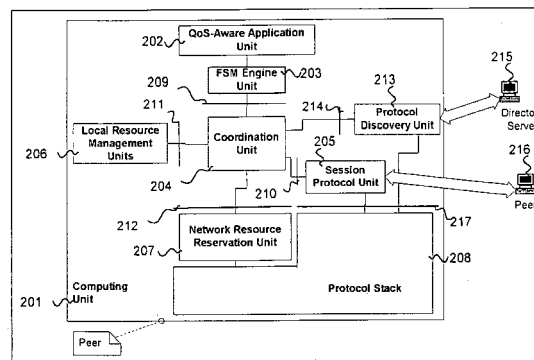 QoS-Aware Application
Unit
202
FSM Engine
Unit
203
209
213
215
211
214
Protocol
Discovery Unit
Local Resource
Management
Units
206
Coordination
Unit
204
205
Session
Protocol Unit
210
216
Peer
212
217
Network Resource
Reservation Unit
207
208
Protocol Stack
Computing
Unit
201
Peer